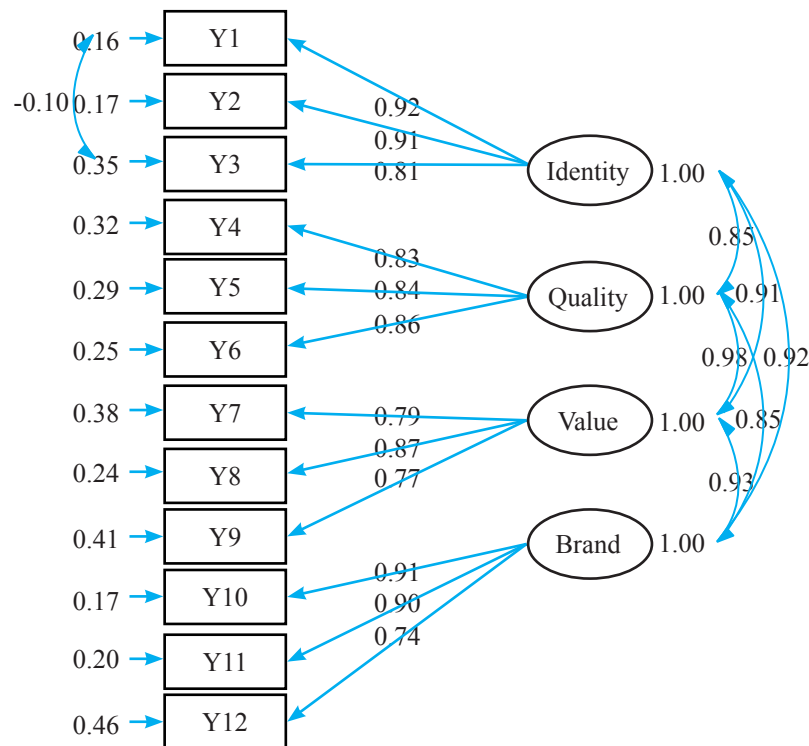 0.16 Y1
-0.10 0.17 Y2 0.92
0.91
0.35 Y3 0.81 Identity 1.00
0.32 Y4 0.85
0.83
0.29 Y5 0.84 Quality 1.00 0.91
0.86
0.25 Y6 0.98 0.92
0.38 Y7 0.79 Value 1.00 0.85
0.87
0.24 Y8 0.77 0.93
0.41 Y9 Brand 1.00
0.91
0.17 Y10 0.90
0.74
0.20 Y11
0.46 Y12